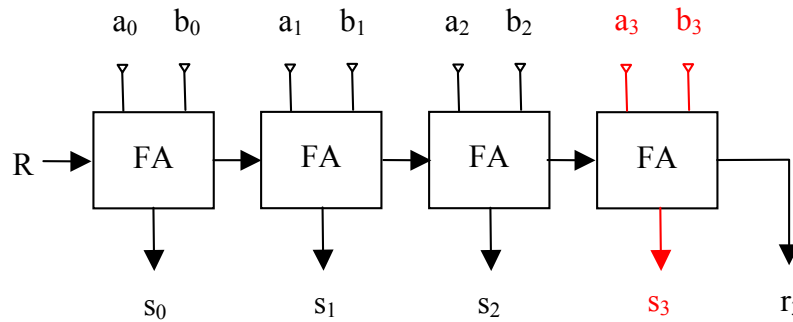 a₀ b₀ a₁ b₁ a₂ b₂ a₃ b₃
R FA FA FA FA
s₀ s₁ s₂ s₃